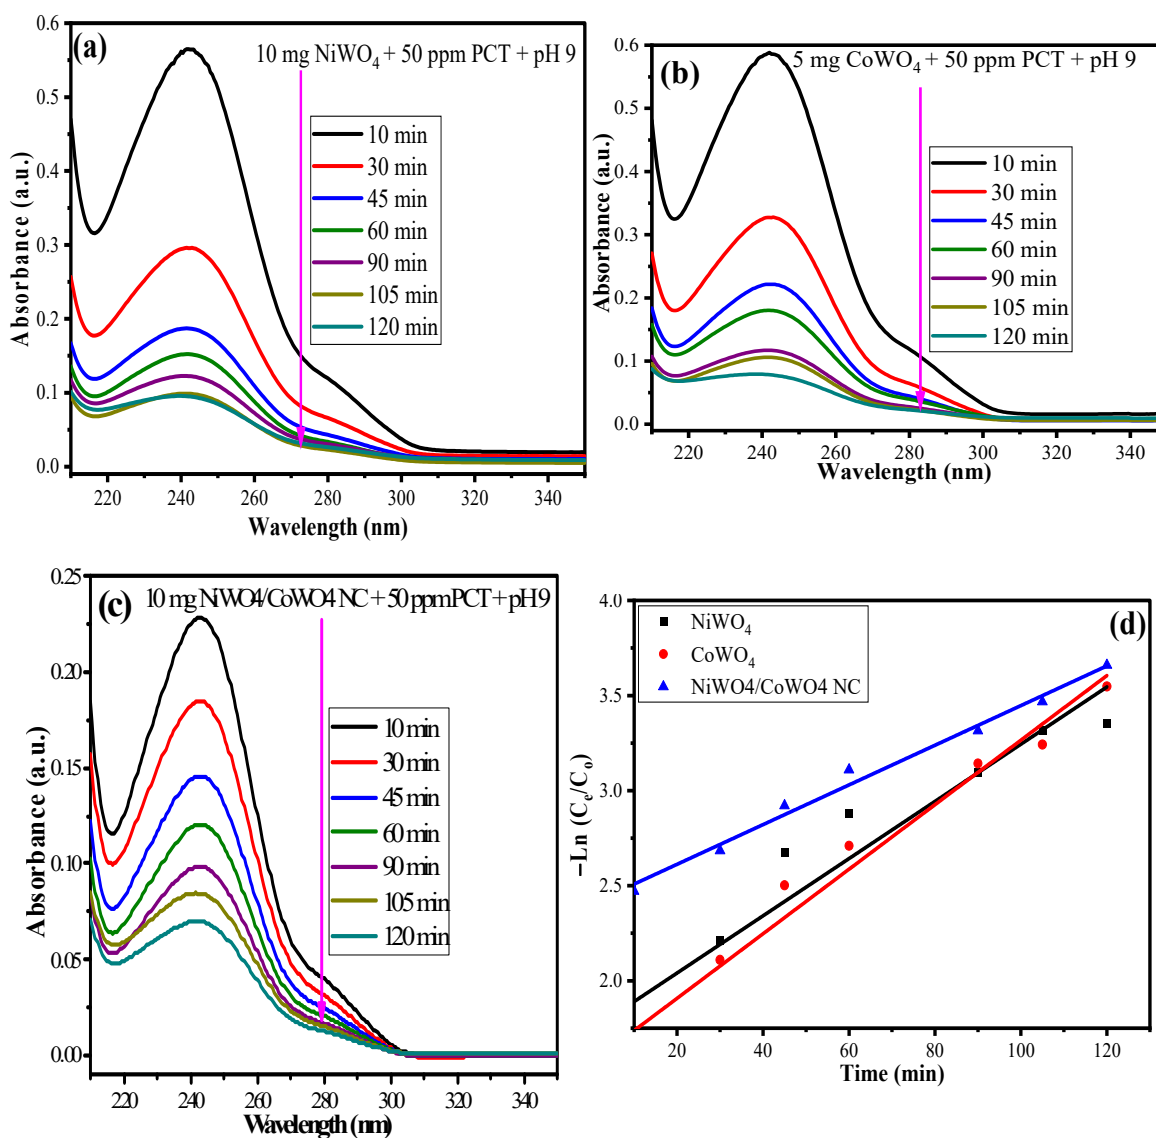 (a)
10 mg NiWO₄ + 50 ppm PCT + pH 9
10 min
30 min
45 min
60 min
90 min
105 min
120 min
0.6
0.5
0.4
0.3
0.2
0.1
0.0
Absorbance (a.u.)
220 240 260 280 300 320 340
Wavelength (nm)
(b)
5 mg CoWO₄ + 50 ppm PCT + pH 9
10 min
30 min
45 min
60 min
90 min
105 min
120 min
0.6
0.5
0.4
0.3
0.2
0.1
0.0
Absorbance (a.u.)
220 240 260 280 300 320 340
Wavelength (nm)
(c)
10 mg NiWO4/CoWO4 NC + 50 ppm PCT + pH 9
10 min
30 min
45 min
60 min
90 min
105 min
120 min
0.25
0.20
0.15
0.10
0.05
0.00
Absorbance (a.u.)
220 240 260 280 300 320 340
Wavelength (nm)
(d)
NiWO₄
CoWO₄
NiWO4/CoWO4 NC
4.0
3.5
3.0
2.5
2.0
−Ln (Cₑ/Cₒ)
20 40 60 80 100 120
Time (min)